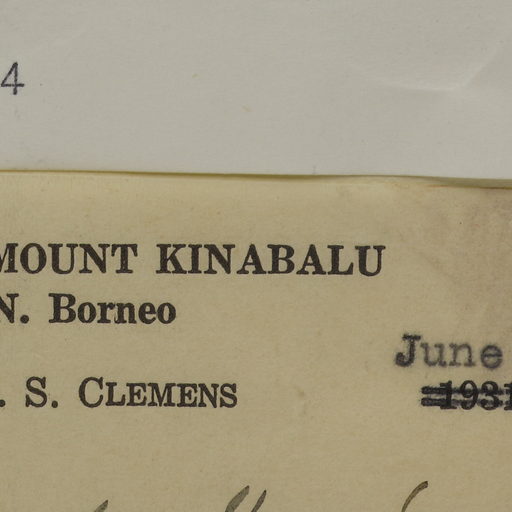 4
MOUNT KINABALU
N. Borneo
June
. S. CLEMENS
1931